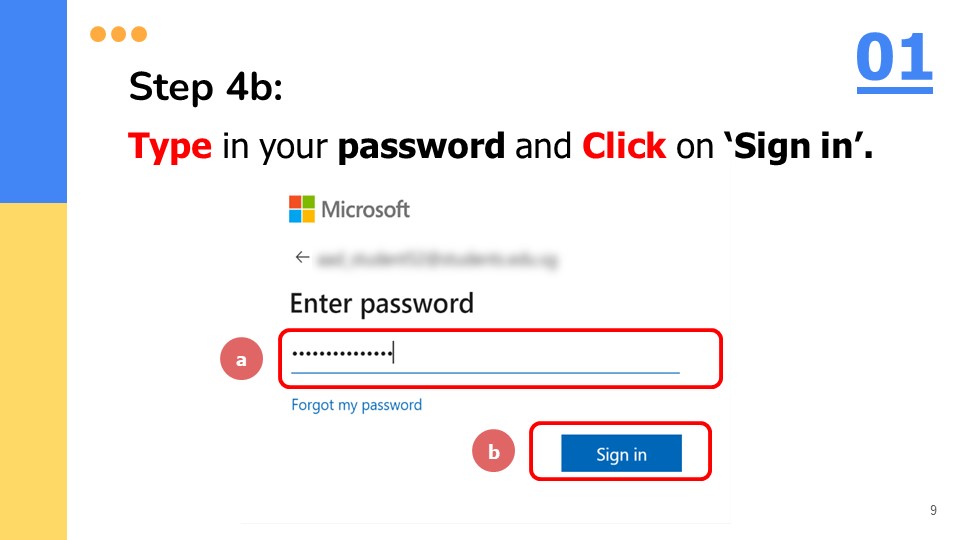 01
Step 4b:
Type in your password and Click on ‘Sign in’.
Microsoft
←
Enter password
a
•••••••••••••••
Forgot my password
b
Sign in
9